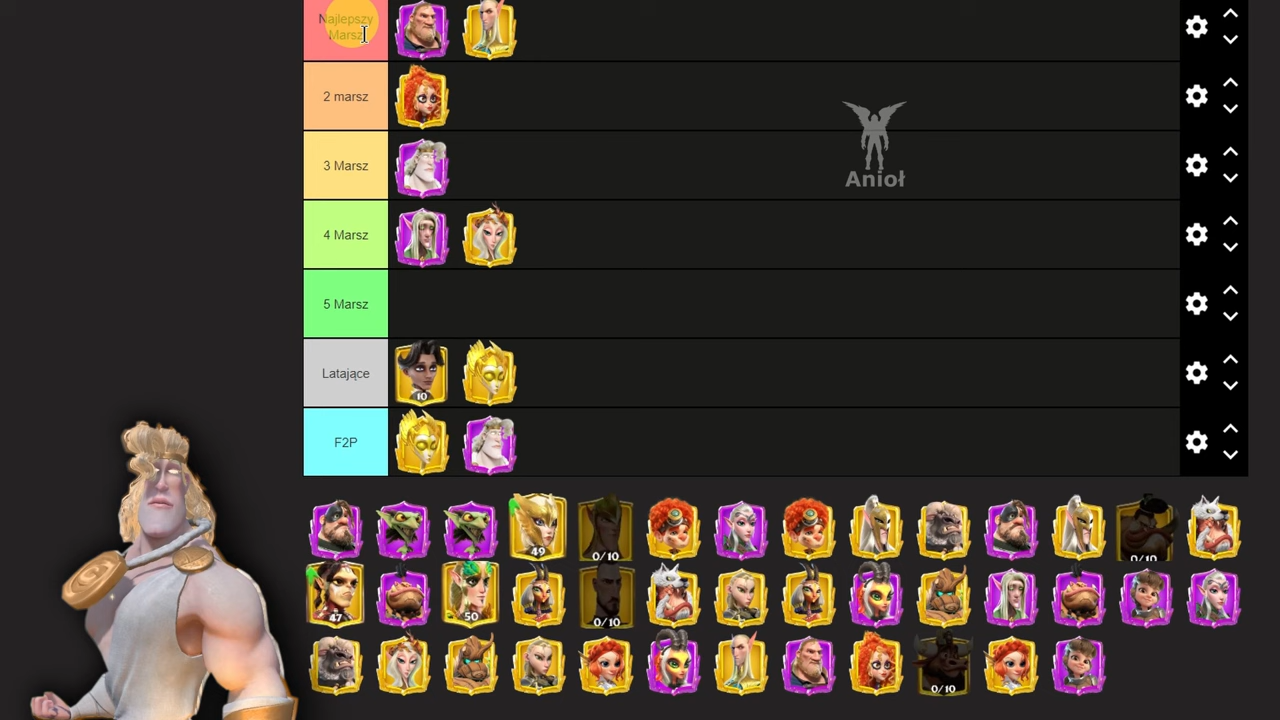 Najlepszy
Marsz
2 marsz
Anioł
3 Marsz
4 Marsz
5 Marsz
Latające
10
F2P
49
0/10
0/10
47
50
0/10
0/10